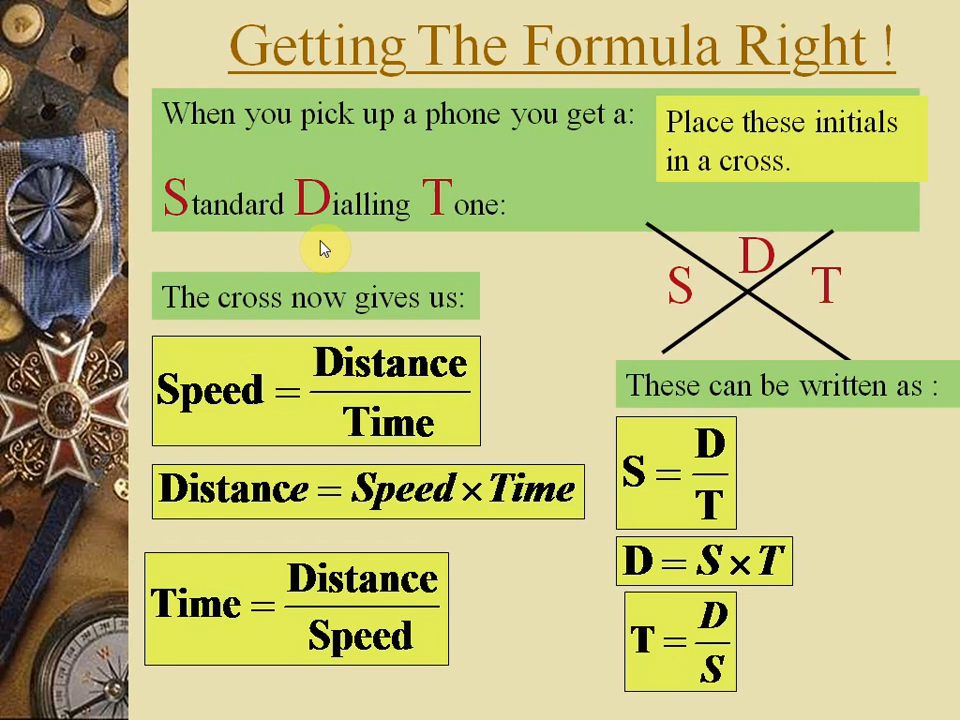 Getting The Formula Right !
When you pick up a phone you get a:
Place these initials
in a cross.
Standard Dialling Tone:
S D T
The cross now gives us:
Speed = Distance / Time
Distance = Speed × Time
Time = Distance / Speed
These can be written as :
S = D / T
D = S × T
T = D / S